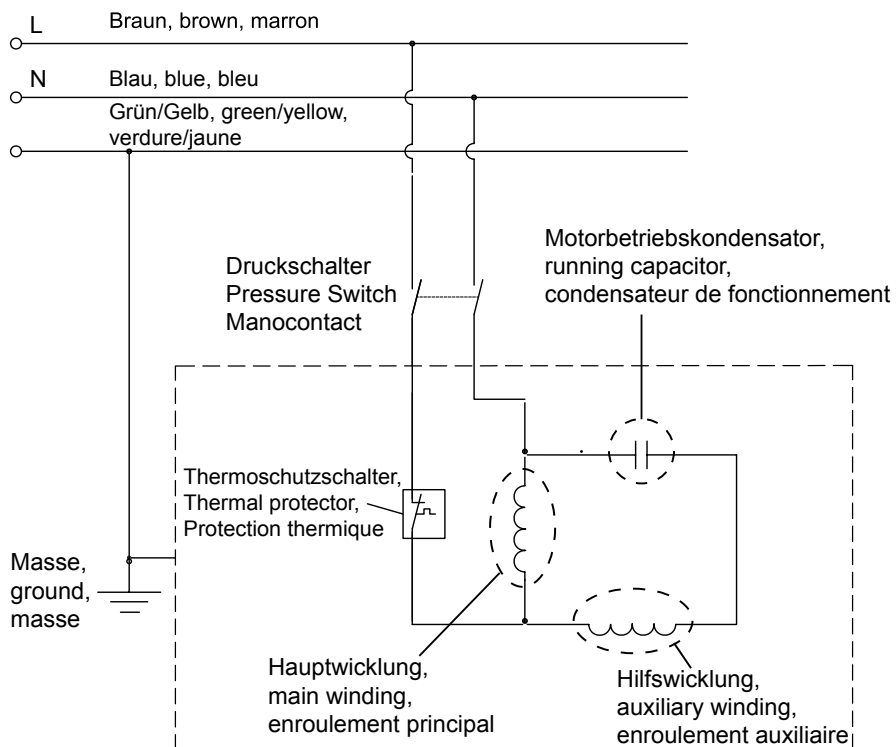 L
Braun, brown, marron
N
Blau, blue, bleu
Grün/Gelb, green/yellow,
verdure/jaune
Motorbetriebskondensator,
running capacitor,
condensateur de fonctionnement
Druckschalter
Pressure Switch
Manocontact
Thermoschutzschalter,
Thermal protector,
Protection thermique
Masse,
ground,
masse
Hauptwicklung,
main winding,
enroulement principal
Hilfswicklung,
auxiliary winding,
enroulement auxiliaire